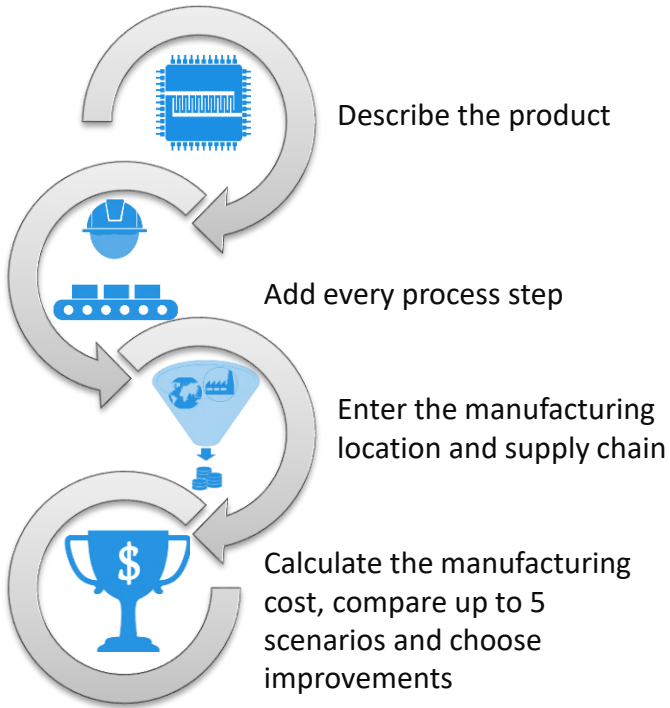 Describe the product
Add every process step
Enter the manufacturing
location and supply chain
$
Calculate the manufacturing
cost, compare up to 5
scenarios and choose
improvements